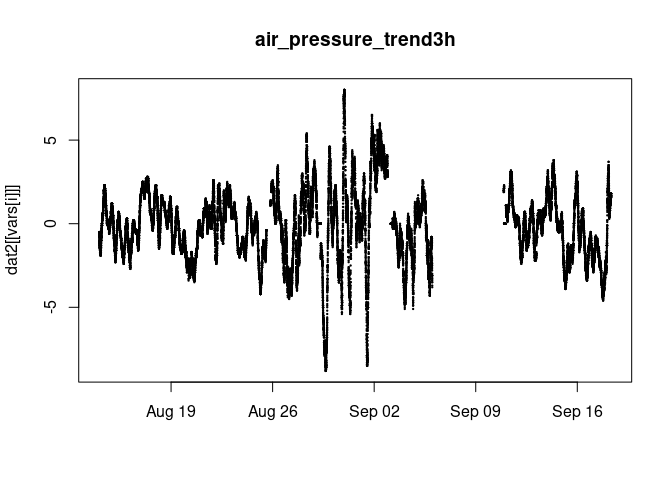 air_pressure_trend3h
dat2[[vars[i]]]
5
0
-5
Aug 19 Aug 26 Sep 02 Sep 09 Sep 16